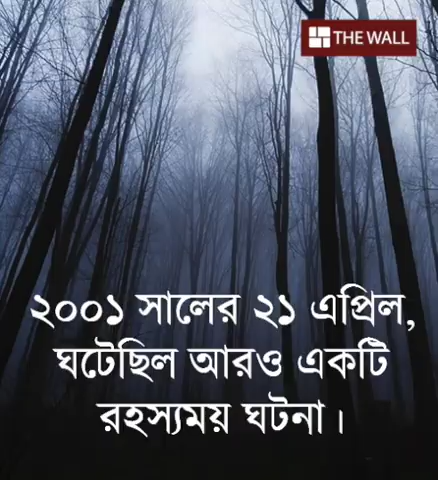 THE WALL
২০০১ সালের ২১ এপ্রিল,
ঘটেছিল আরও একটি
রহস্যময় ঘটনা।